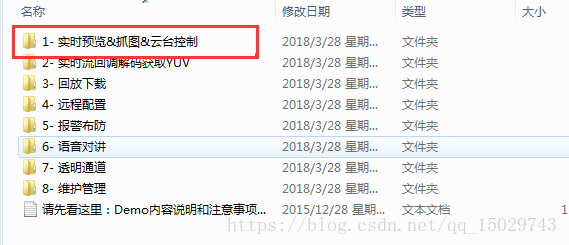 名称 修改日期 类型 大小
1- 实时预览&抓图&云台控制 2018/3/28 星期... 文件夹
2- 实时流回调解码获取YUV 2018/3/28 星期... 文件夹
3- 回放下载 2018/3/28 星期... 文件夹
4- 远程配置 2018/3/28 星期... 文件夹
5- 报警布防 2018/3/28 星期... 文件夹
6- 语音对讲 2018/3/28 星期... 文件夹
7- 透明通道 2018/3/28 星期... 文件夹
8- 维护管理 2018/3/28 星期... 文件夹
请先看这里：Demo内容说明和注意事项... 2015/12/28 星期... 文本文档 1
https://blog.csdn.net/qq_15029743